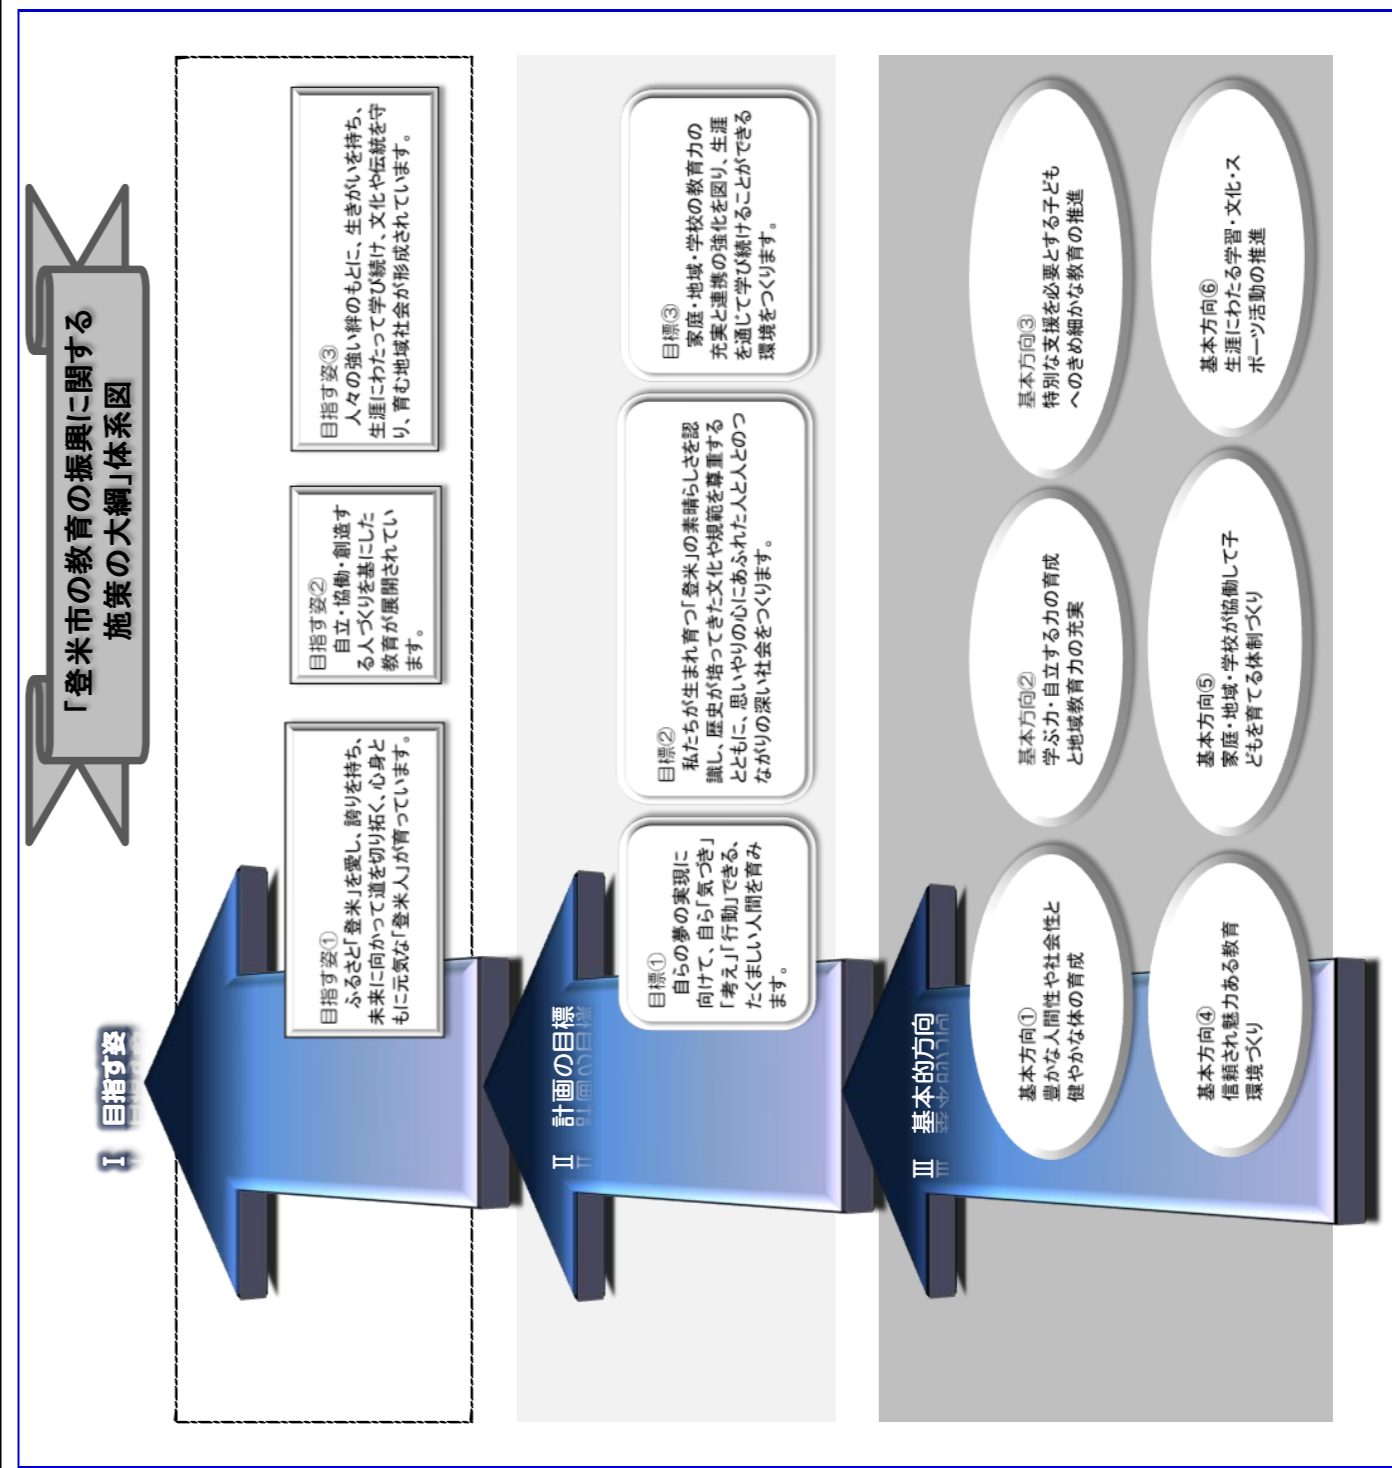 「登米市の教育の振興に関する
施策の大綱」体系図
Ⅰ 目指す姿
目指す姿①
ふるさと「登米」を愛し、誇りを持ち、
未来に向かって道を切り拓く、心身と
もに元気な「登米人」が育っています。
目指す姿②
自立・協働・創造す
る人づくりを基にした
教育が展開されてい
ます。
目指す姿③
人々の強い絆のもとに、生きがいを持ち、
生涯にわたって学び続け、文化や伝統を守
り、育む地域社会が形成されています。
Ⅱ 計画の目標
目標①
自らの夢の実現に
向けて、自ら「気づき」
「考え」「行動」できる、
たくましい人間を育み
ます。
目標②
私たちが生まれ育つ「登米」の素晴らしさを認
識し、歴史が培ってきた文化や規範を尊重する
とともに、思いやりの心にあふれた人と人とのつ
ながりの深い社会をつくります。
目標③
家庭・地域・学校の教育力の
充実と連携の強化を図り、生涯
を通じて学び続けることができる
環境をつくります。
Ⅲ 基本的方向
基本方向①
豊かな人間性や社会性と
健やかな体の育成
基本方向②
学ぶ力・自立する力の育成
と地域教育力の充実
基本方向③
特別な支援を必要とする子ども
へのきめ細かな教育の推進
基本方向④
信頼され魅力ある教育
環境づくり
基本方向⑤
家庭・地域・学校が協働して子
どもを育てる体制づくり
基本方向⑥
生涯にわたる学習・文化・ス
ポーツ活動の推進